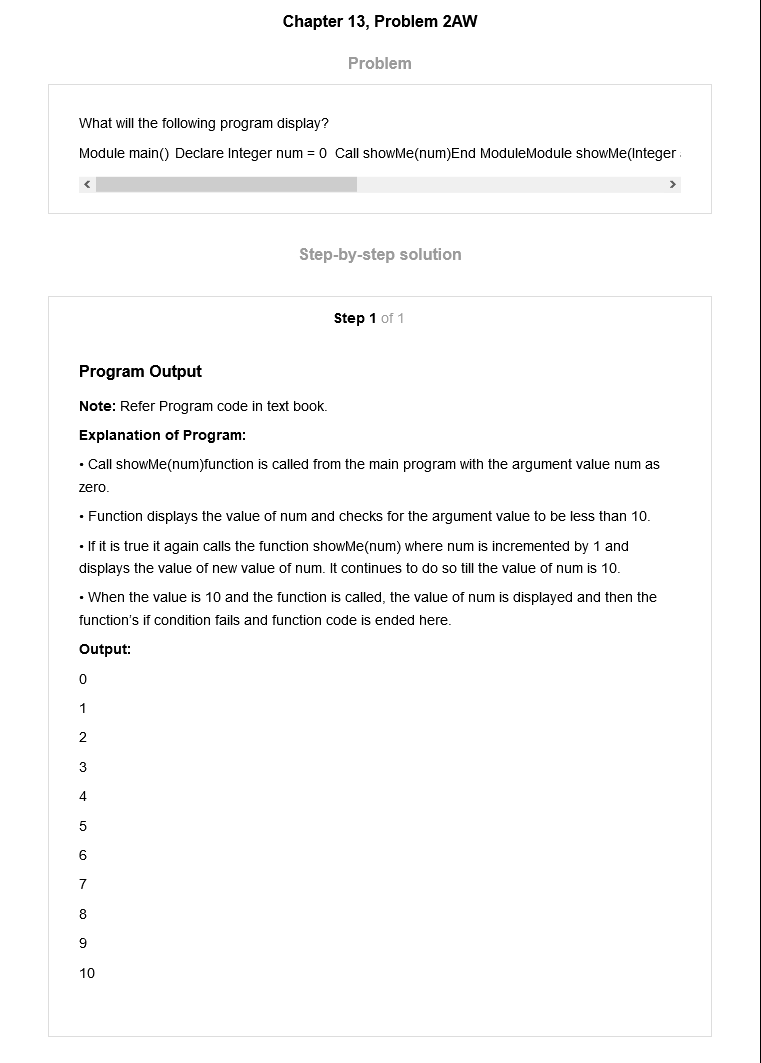 Chapter 13, Problem 2AW
Problem
What will the following program display?
Module main() Declare Integer num = 0 Call showMe(num)End ModuleModule showMe(Integer
Step-by-step solution
Step 1 of 1
Program Output
Note: Refer Program code in text book.
Explanation of Program:
• Call showMe(num)function is called from the main program with the argument value num as
zero.
• Function displays the value of num and checks for the argument value to be less than 10.
• If it is true it again calls the function showMe(num) where num is incremented by 1 and
displays the value of new value of num. It continues to do so till the value of num is 10.
• When the value is 10 and the function is called, the value of num is displayed and then the
function's if condition fails and function code is ended here.
Output:
0
1
2
3
4
5
6
7
8
9
10